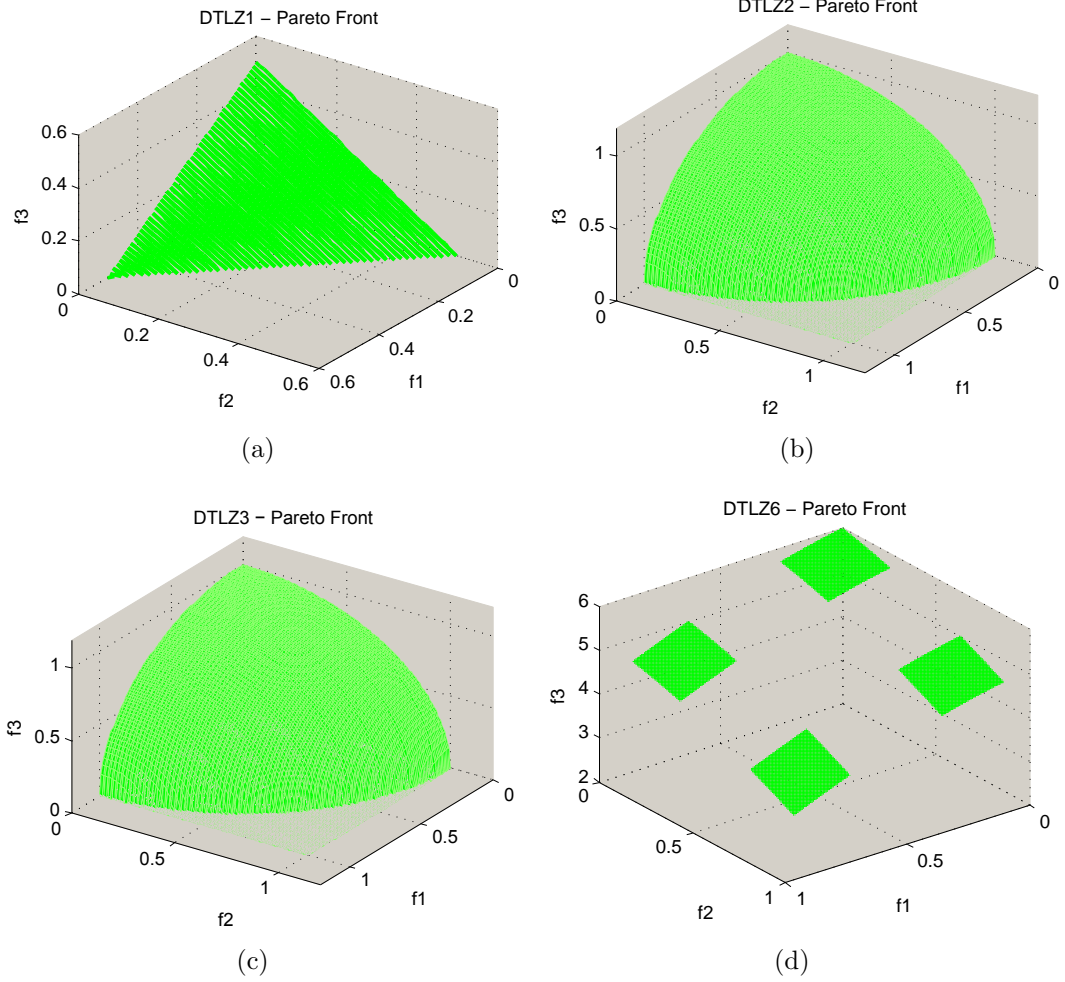 DTLZ1 – Pareto Front
0.6
0.4
0.2
0
f3
0
0.2
0.4
0.6
f2
0.6
0.4
0.2
0
f1
(a)
DTLZ2 – Pareto Front
1
0.5
0
f3
0
0.5
1
f2
1
0.5
0
f1
(b)
DTLZ3 – Pareto Front
1
0.5
0
f3
0
0.5
1
f2
1
0.5
0
f1
(c)
DTLZ6 – Pareto Front
6
5
4
3
2
f3
0
0.5
1
f2
1
0.5
0
f1
(d)